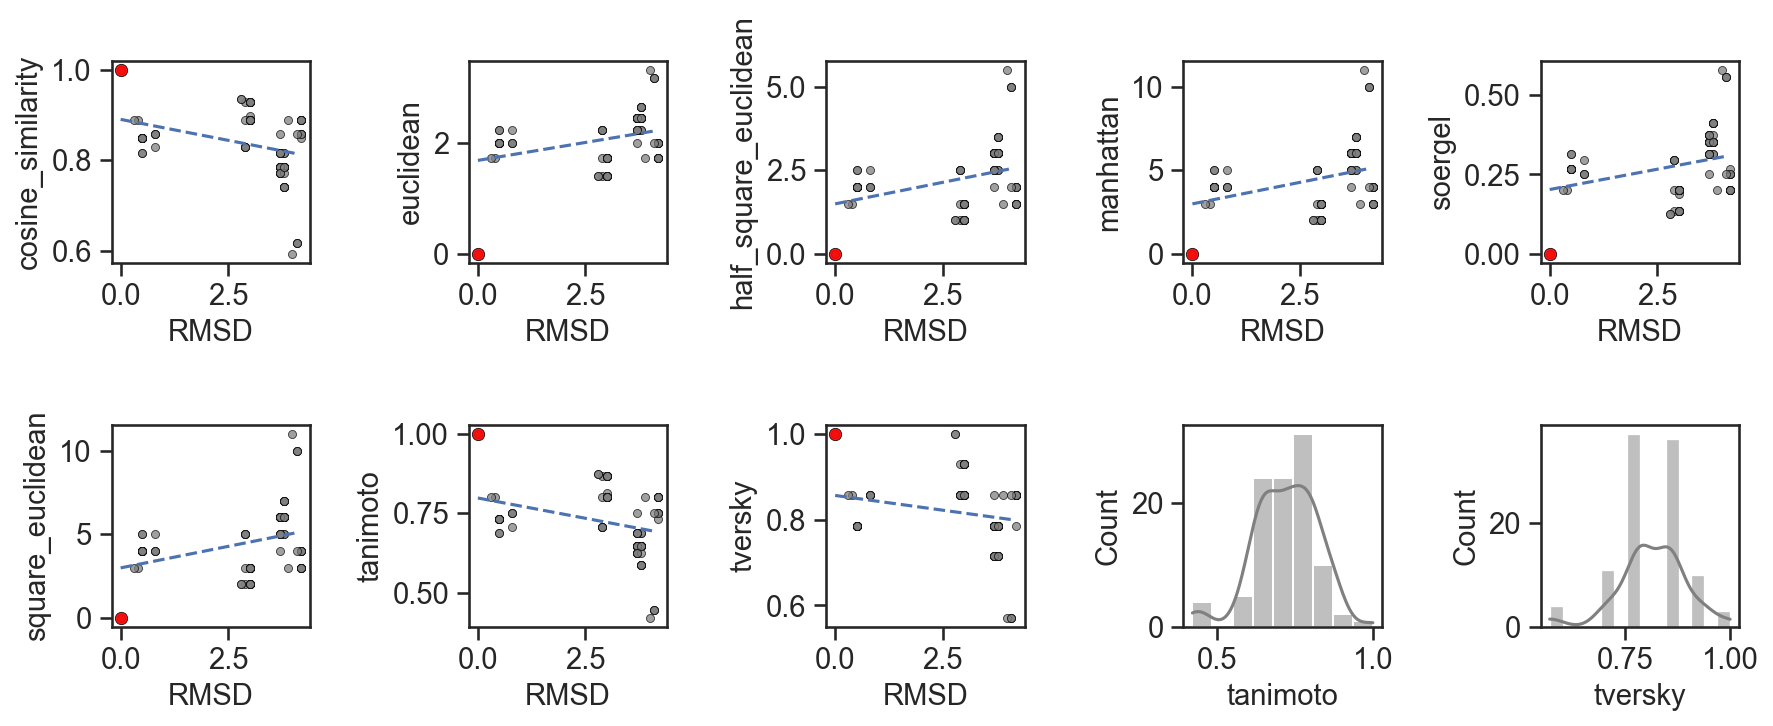 cosine_similarity
1.0
0.8
0.6
0.0
2.5
RMSD
euclidean
2
0
0.0
2.5
RMSD
half_square_euclidean
5.0
2.5
0.0
0.0
2.5
RMSD
manhattan
10
5
0
0.0
2.5
RMSD
soergel
0.50
0.25
0.00
0.0
2.5
RMSD
square_euclidean
10
5
0
0.0
2.5
RMSD
tanimoto
1.00
0.75
0.50
0.0
2.5
RMSD
tversky
1.0
0.8
0.6
0.0
2.5
RMSD
Count
20
0
0.5
1.0
tanimoto
Count
20
0
0.75
1.00
tversky